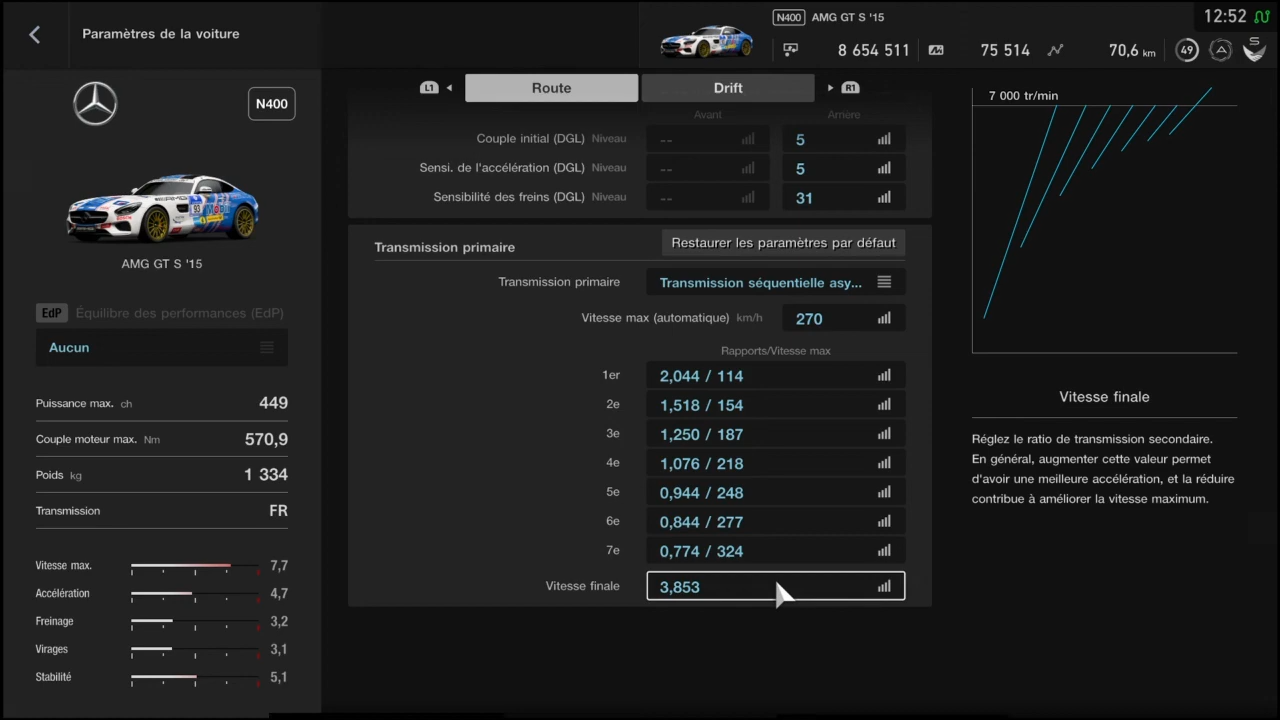 Paramètres de la voiture
N400 AMG GT S '15
12:52
8 654 511 75 514 70,6 km 49 A S
N400
AMG GT S '15
EdP Équilibre des performances (EdP)
Aucun
Puissance max. ch 449
Couple moteur max. Nm 570,9
Poids kg 1 334
Transmission FR
Vitesse max. 7,7
Accélération 4,7
Freinage 3,2
Virages 3,1
Stabilité 5,1
L1 Route Drift R1
Avant Arrière
Couple initial (DGL) Niveau -- 5
Sensi. de l'accélération (DGL) Niveau -- 5
Sensibilité des freins (DGL) Niveau -- 31
Transmission primaire Restaurer les paramètres par défaut
Transmission primaire Transmission séquentielle asy...
Vitesse max (automatique) km/h 270
Rapports/Vitesse max
1er 2,044 / 114
2e 1,518 / 154
3e 1,250 / 187
4e 1,076 / 218
5e 0,944 / 248
6e 0,844 / 277
7e 0,774 / 324
Vitesse finale 3,853
7 000 tr/min
Vitesse finale
Réglez le ratio de transmission secondaire.
En général, augmenter cette valeur permet
d'avoir une meilleure accélération, et la réduire
contribue à améliorer la vitesse maximum.